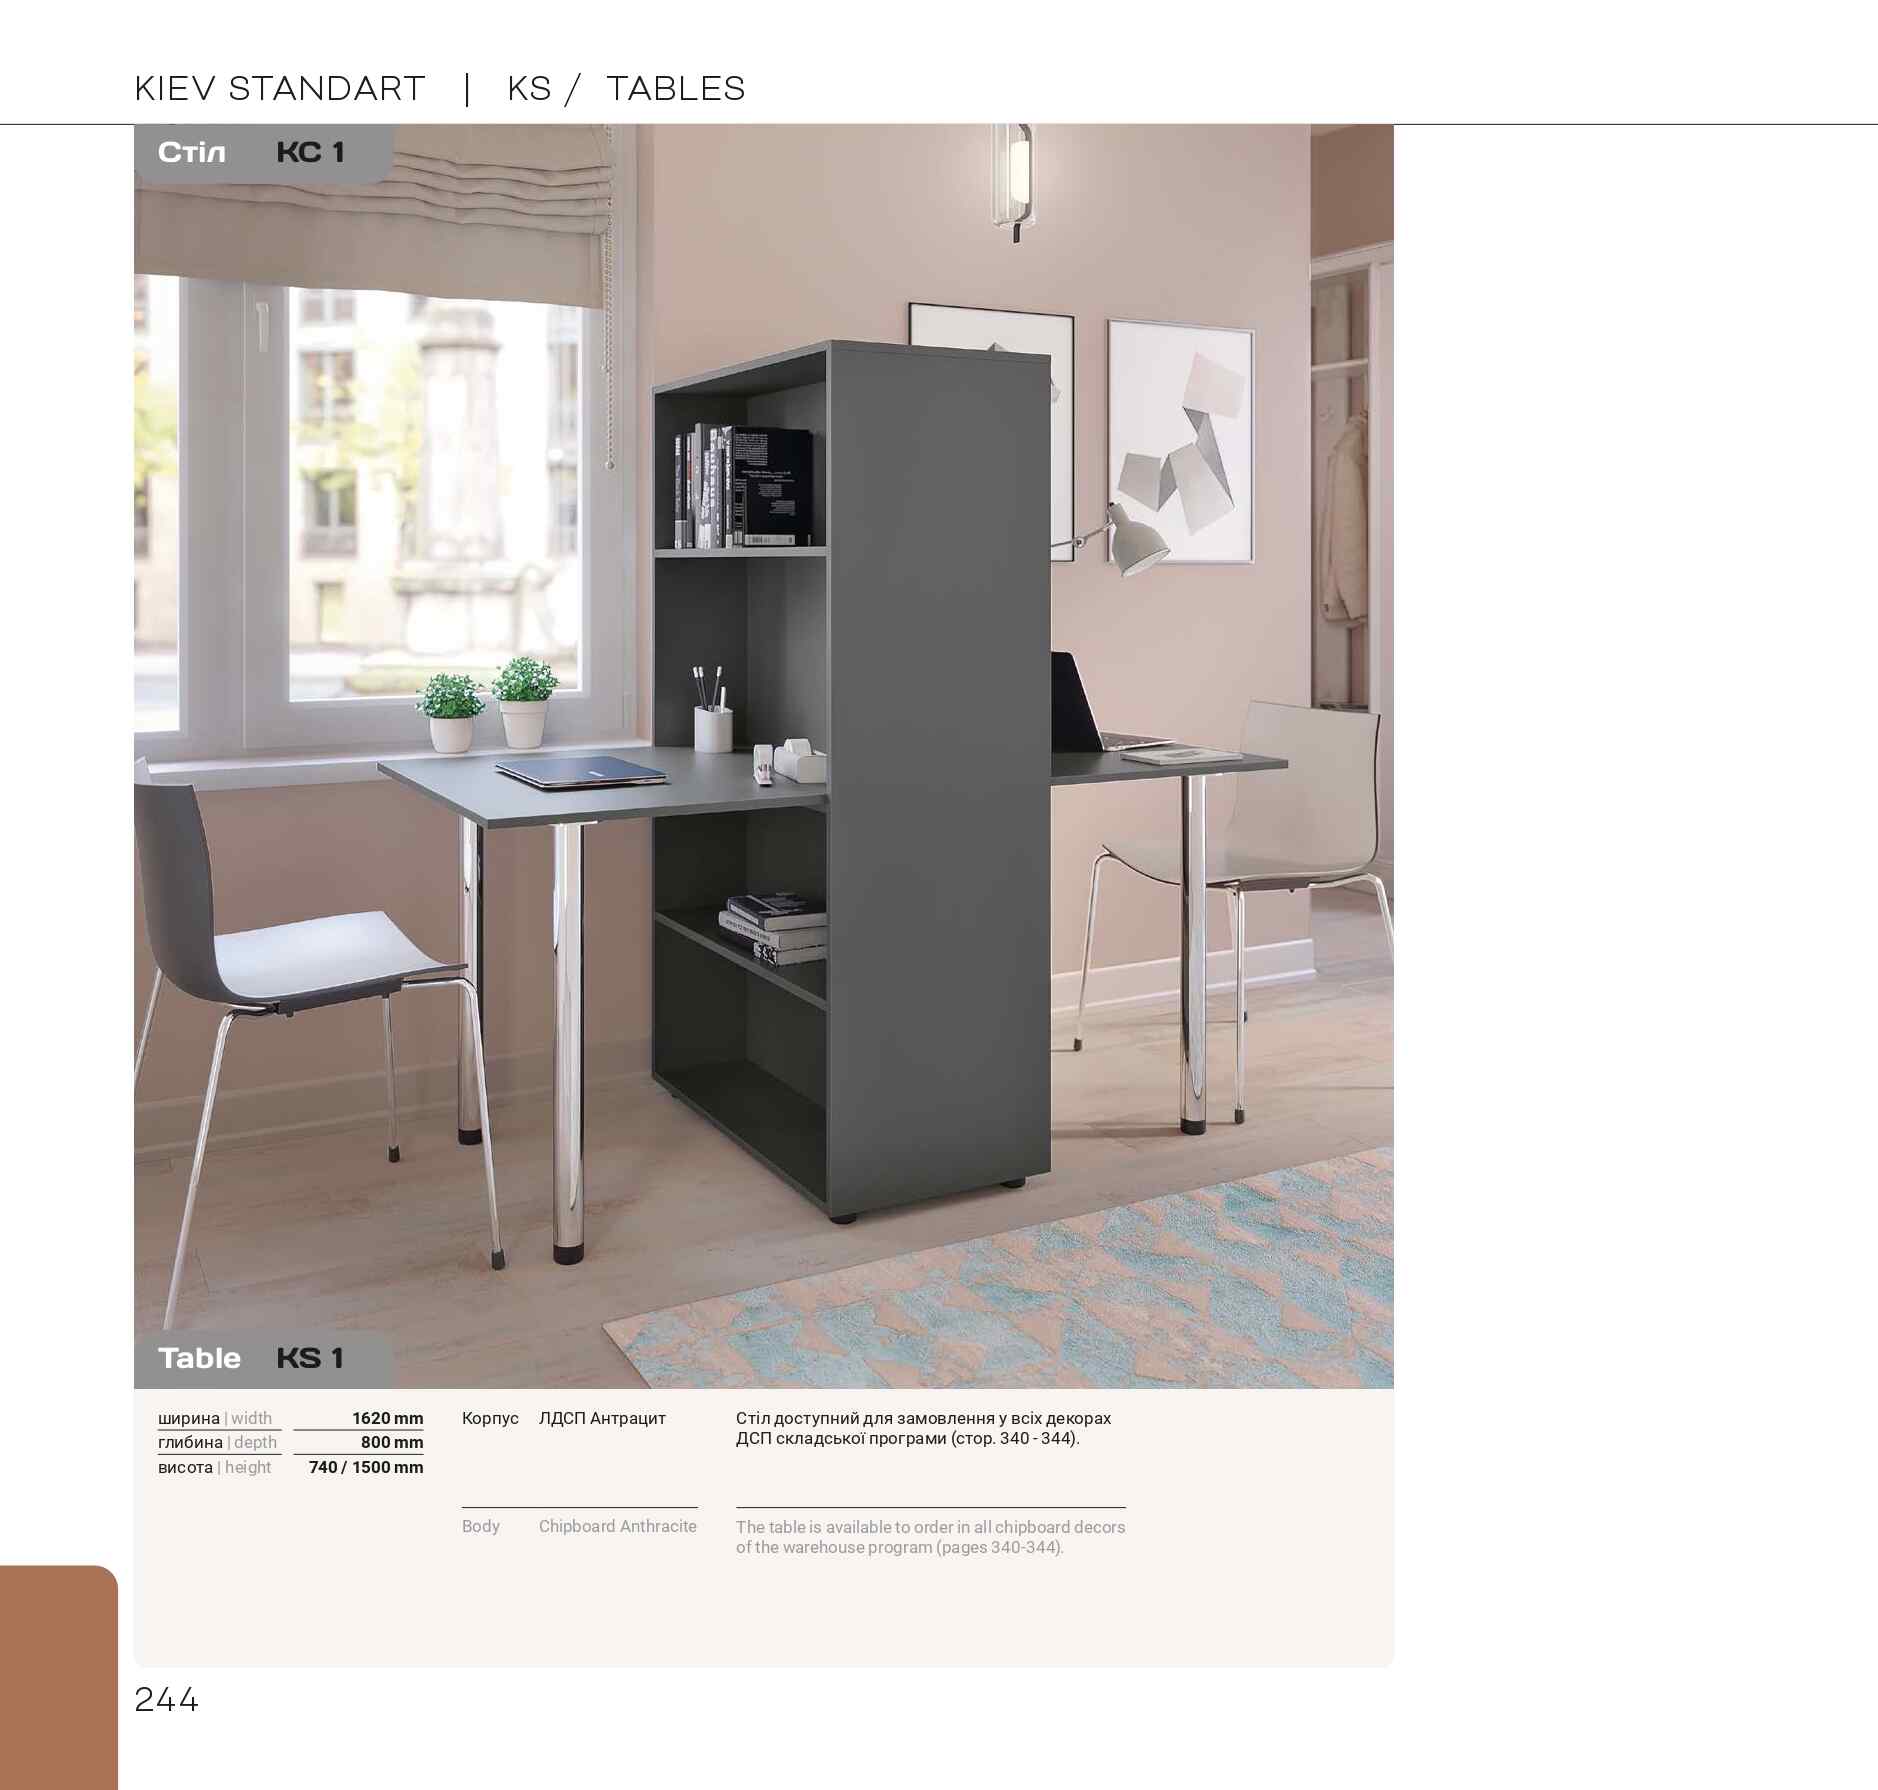 KIEV STANDART | KS / TABLES
Стіл КС 1
Table KS 1
ширина | width 1620 mm
глибина | depth 800 mm
висота | height 740 / 1500 mm
Корпус ЛДСП Антрацит
Body Chipboard Anthracite
Стіл доступний для замовлення у всіх декорах
ДСП складської програми (стор. 340 - 344).
The table is available to order in all chipboard decors
of the warehouse program (pages 340-344).
244